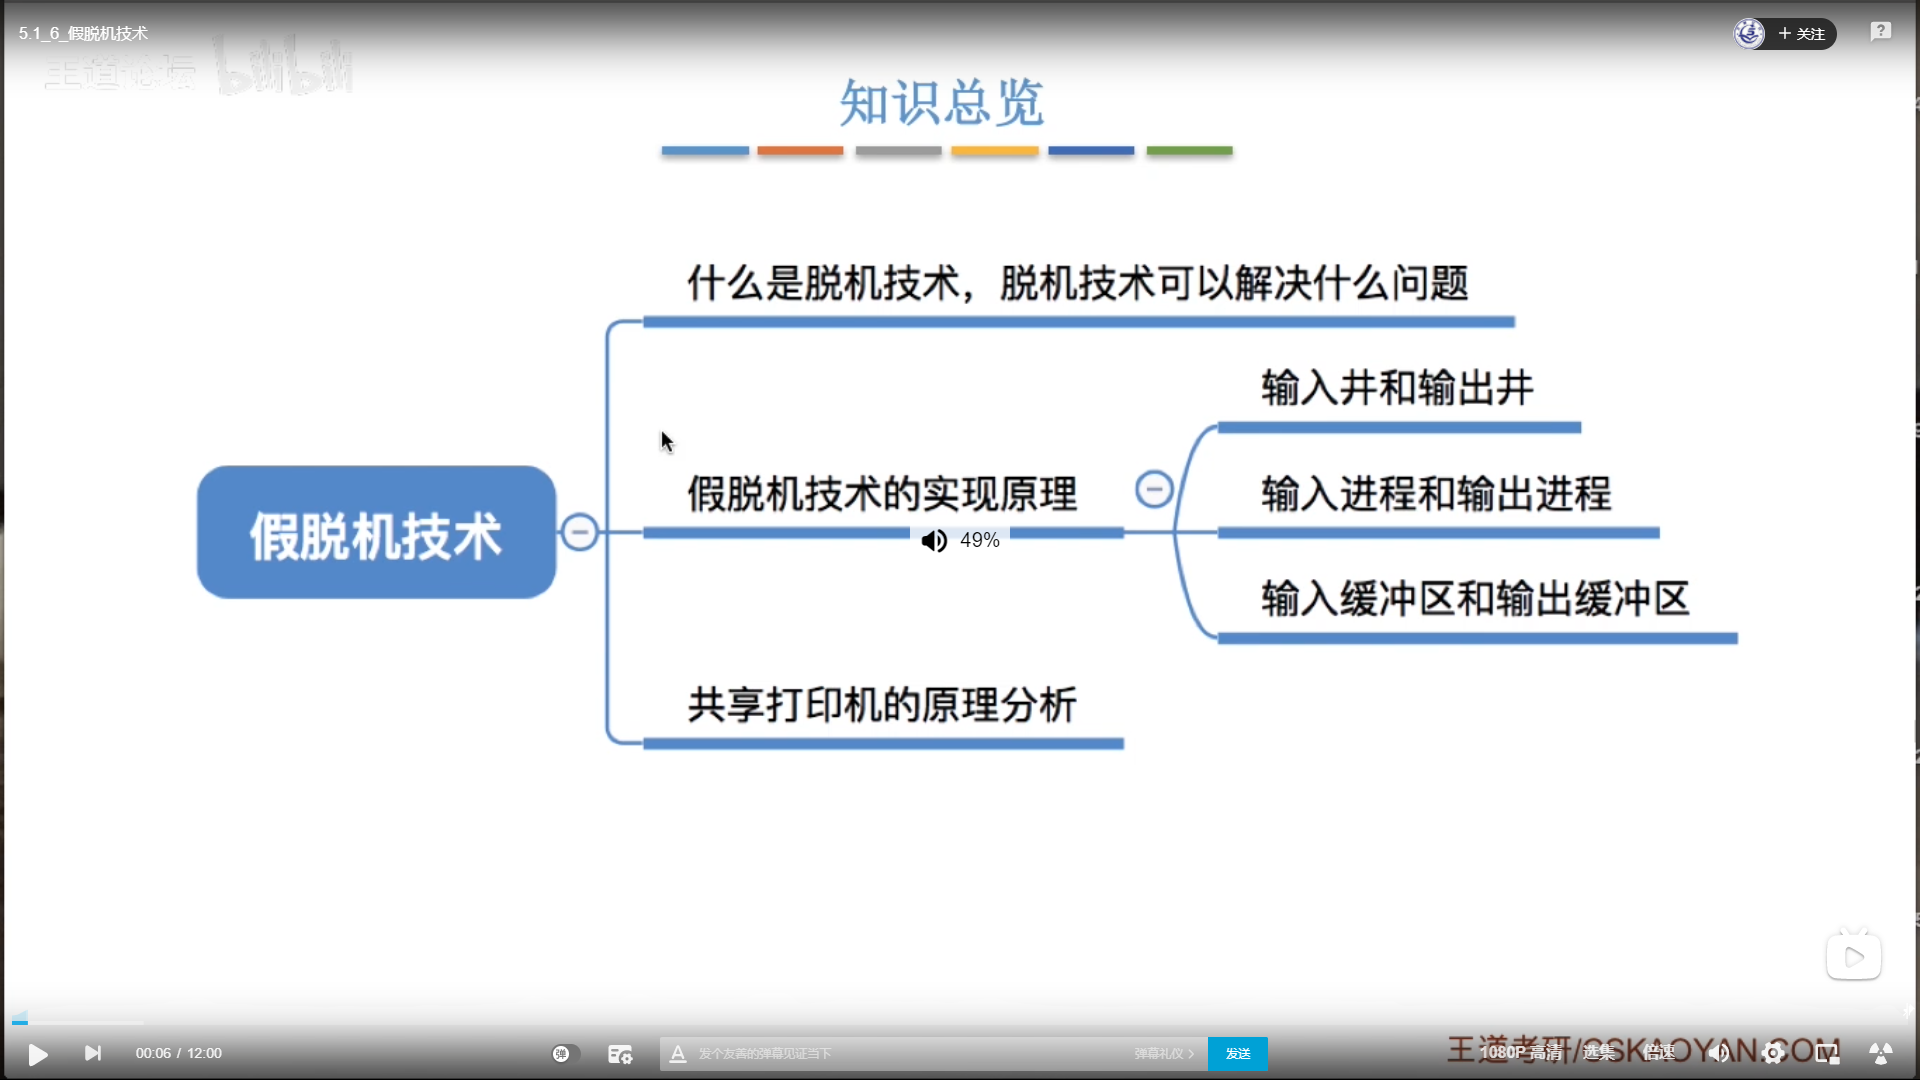 5.1_6_假脱机技术
+ 关注
王道论坛 bilibili
知识总览
什么是脱机技术，脱机技术可以解决什么问题
输入井和输出井
假脱机技术的实现原理
输入进程和输出进程
假脱机技术
49%
输入缓冲区和输出缓冲区
共享打印机的原理分析
王道考研/CSKAOYAN.COM
00:06 / 12:00
弹
发个友善的弹幕见证当下
弹幕礼仪 >
发送
1080P 高清
选集
倍速